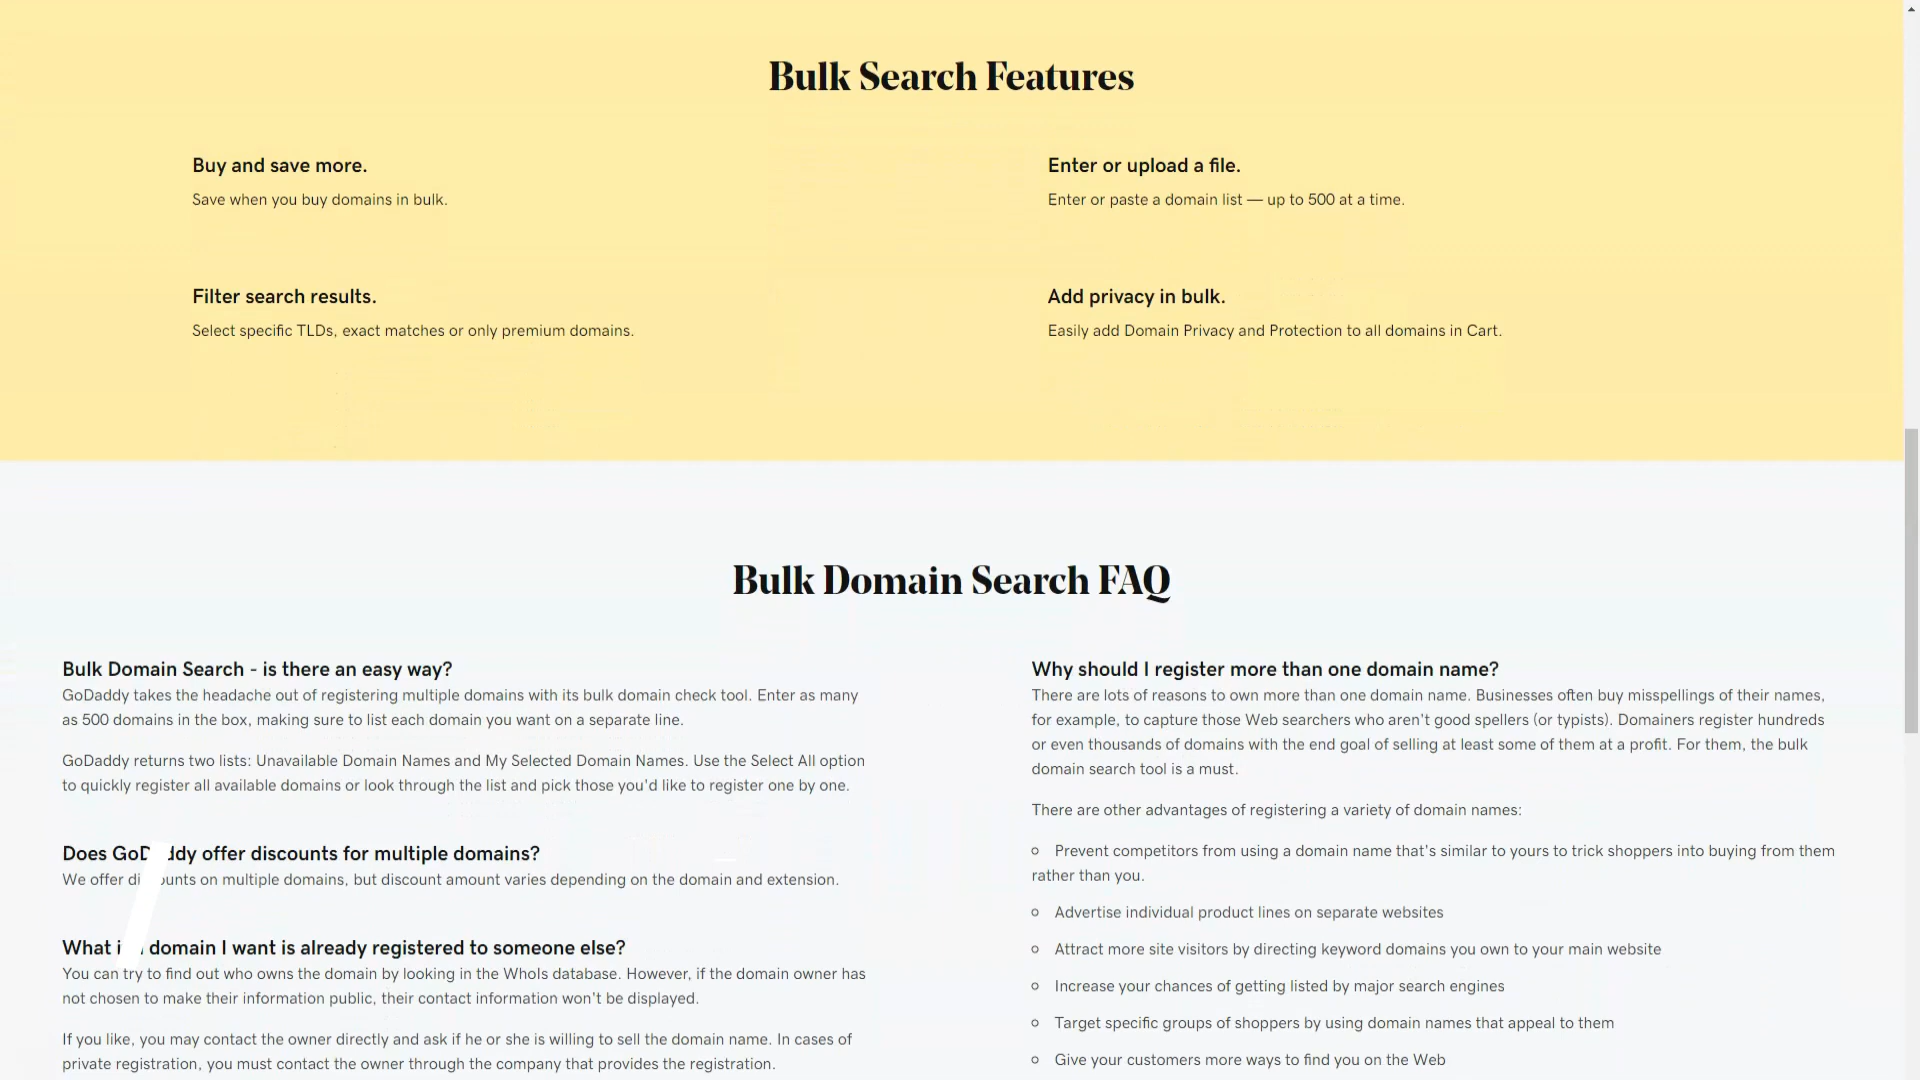 Bulk Search Features
Buy and save more.
Save when you buy domains in bulk.
Enter or upload a file.
Enter or paste a domain list — up to 500 at a time.
Filter search results.
Select specific TLDs, exact matches or only premium domains.
Add privacy in bulk.
Easily add Domain Privacy and Protection to all domains in Cart.
Bulk Domain Search FAQ
Bulk Domain Search - is there an easy way?
GoDaddy takes the headache out of registering multiple domains with its bulk domain check tool. Enter as many
as 500 domains in the box, making sure to list each domain you want on a separate line.
GoDaddy returns two lists: Unavailable Domain Names and My Selected Domain Names. Use the Select All option
to quickly register all available domains or look through the list and pick those you'd like to register one by one.
Does GoDaddy offer discounts for multiple domains?
We offer discounts on multiple domains, but discount amount varies depending on the domain and extension.
What domain I want is already registered to someone else?
You can try to find out who owns the domain by looking in the WhoIs database. However, if the domain owner has
not chosen to make their information public, their contact information won't be displayed.
If you like, you may contact the owner directly and ask if he or she is willing to sell the domain name. In cases of
private registration, you must contact the owner through the company that provides the registration.
Why should I register more than one domain name?
There are lots of reasons to own more than one domain name. Businesses often buy misspellings of their names,
for example, to capture those Web searchers who aren't good spellers (or typists). Domainers register hundreds
or even thousands of domains with the end goal of selling at least some of them at a profit. For them, the bulk
domain search tool is a must.
There are other advantages of registering a variety of domain names:
Prevent competitors from using a domain name that's similar to yours to trick shoppers into buying from them
rather than you.
Advertise individual product lines on separate websites
Attract more site visitors by directing keyword domains you own to your main website
Increase your chances of getting listed by major search engines
Target specific groups of shoppers by using domain names that appeal to them
Give your customers more ways to find you on the Web